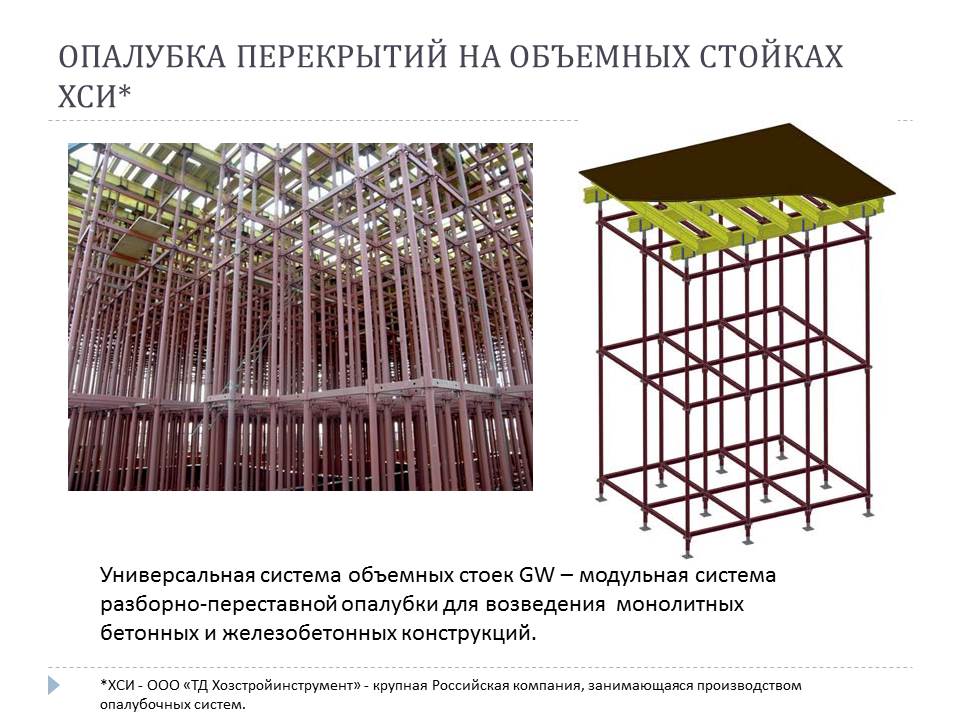 ОПАЛУБКА ПЕРЕКРЫТИЙ НА ОБЪЕМНЫХ СТОЙКАХ
ХСИ*
Универсальная система объемных стоек GW – модульная система
разборно-переставной опалубки для возведения монолитных
бетонных и железобетонных конструкций.
*ХСИ - ООО «ТД Хозстройинструмент» - крупная Российская компания, занимающаяся производством
опалубочных систем.